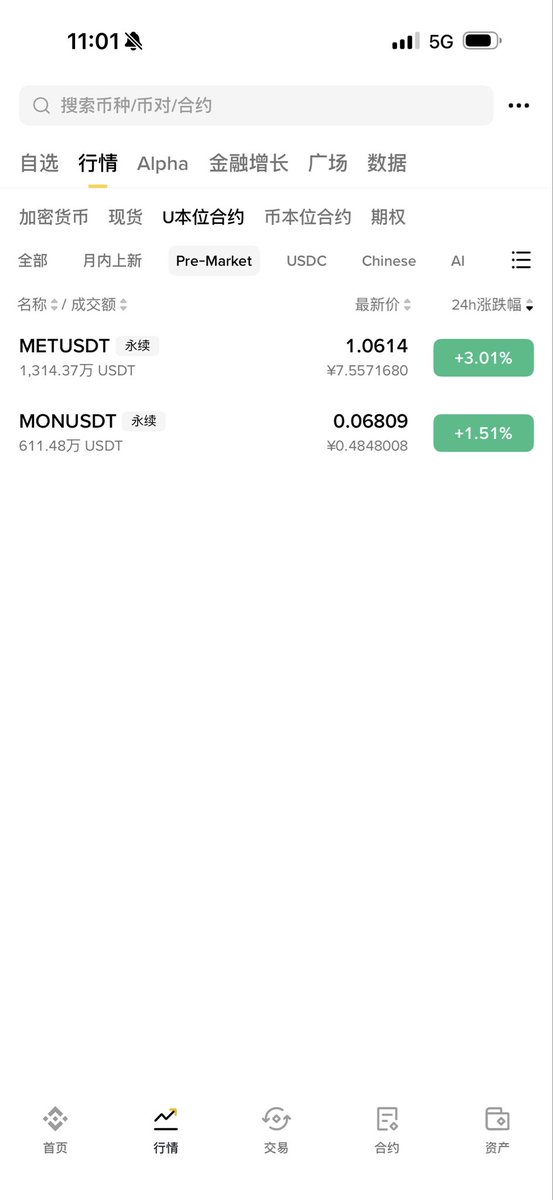 11:01 5G
搜索币种/币对/合约
自选 行情 Alpha 金融增长 广场 数据
加密货币 现货 U本位合约 币本位合约 期权
全部 月内上新 Pre-Market USDC Chinese AI
名称 / 成交额 最新价 24h涨跌幅
METUSDT 永续 1.0614 +3.01%
1,314.37万 USDT ¥7.5571680
MONUSDT 永续 0.06809 +1.51%
611.48万 USDT ¥0.4848008
首页 行情 交易 合约 资产